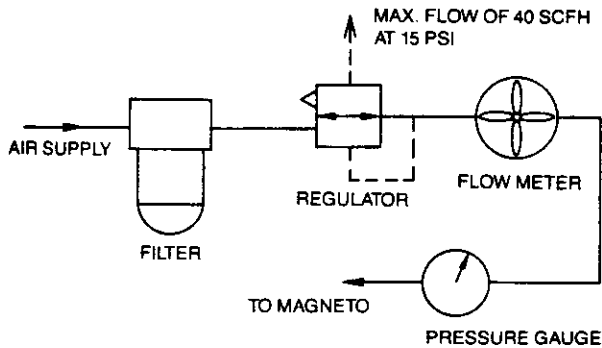 MAX. FLOW OF 40 SCFH
AT 15 PSI
AIR SUPPLY
FILTER
REGULATOR
FLOW METER
TO MAGNETO
PRESSURE GAUGE